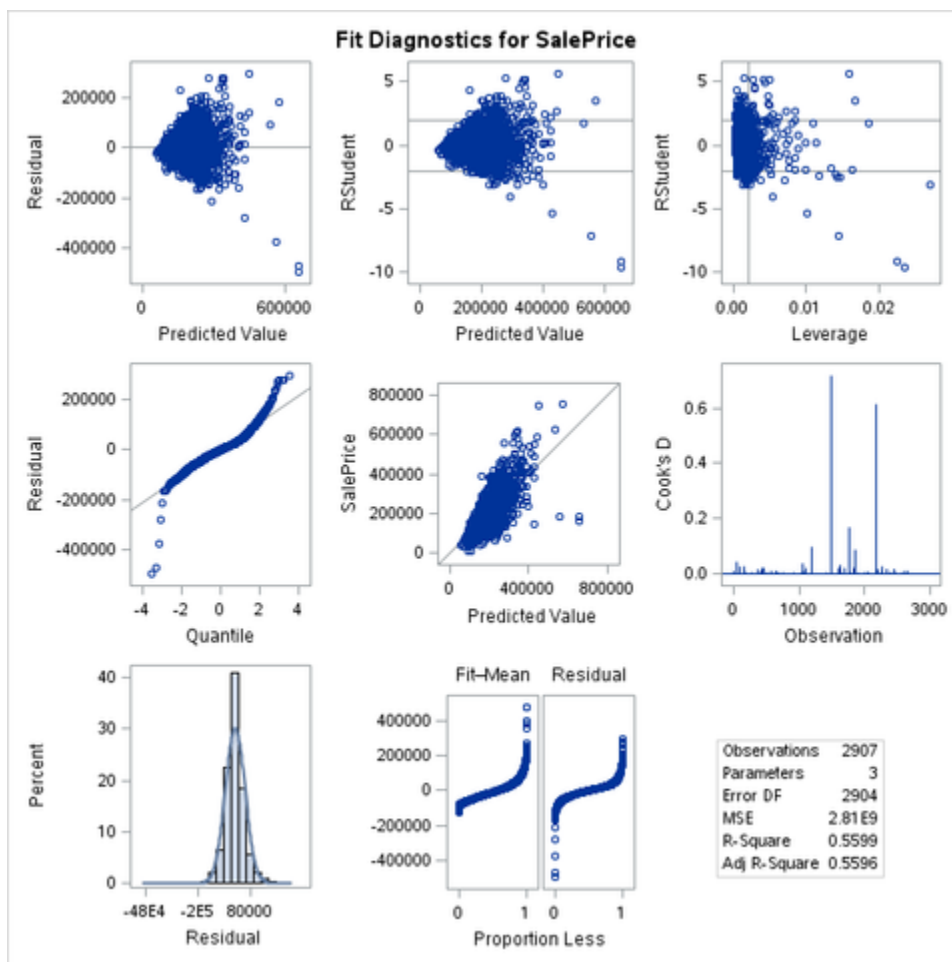 Fit Diagnostics for SalePrice
Residual
200000
0
-200000
-400000
0
600000
Predicted Value
RStudent
5
0
-5
-10
0
200000
400000
600000
Predicted Value
RStudent
5
0
-5
-10
0.00
0.01
0.02
Leverage
Residual
200000
0
-200000
-400000
-4
-2
0
2
4
Quantile
SalePrice
800000
600000
400000
200000
0
0
400000
800000
Predicted Value
Cook's D
0.6
0.4
0.2
0.0
0
1000
2000
3000
Observation
Percent
40
30
20
10
0
-48E4
-2E5
80000
Residual
Fit–Mean
Residual
400000
200000
0
-200000
-400000
0
1
0
1
Proportion Less
Observations 2907
Parameters 3
Error DF 2904
MSE 2.81E9
R-Square 0.5599
Adj R-Square 0.5596